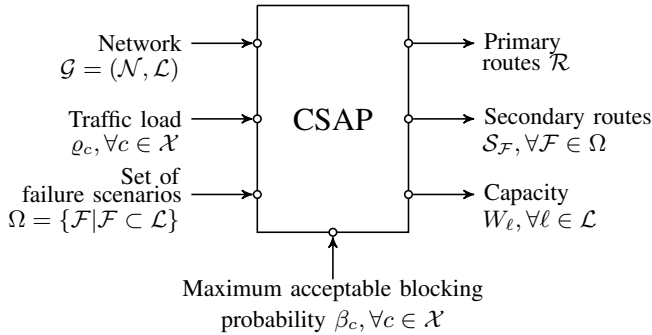 Network
𝒢 = (𝒩, ℒ)
Traffic load
ϱ_c, ∀c ∈ 𝒳
Set of
failure scenarios
Ω = {ℱ|ℱ ⊂ ℒ}
CSAP
Primary
routes ℛ
Secondary routes
𝒮_ℱ, ∀ℱ ∈ Ω
Capacity
W_ℓ, ∀ℓ ∈ ℒ
Maximum acceptable blocking
probability β_c, ∀c ∈ 𝒳